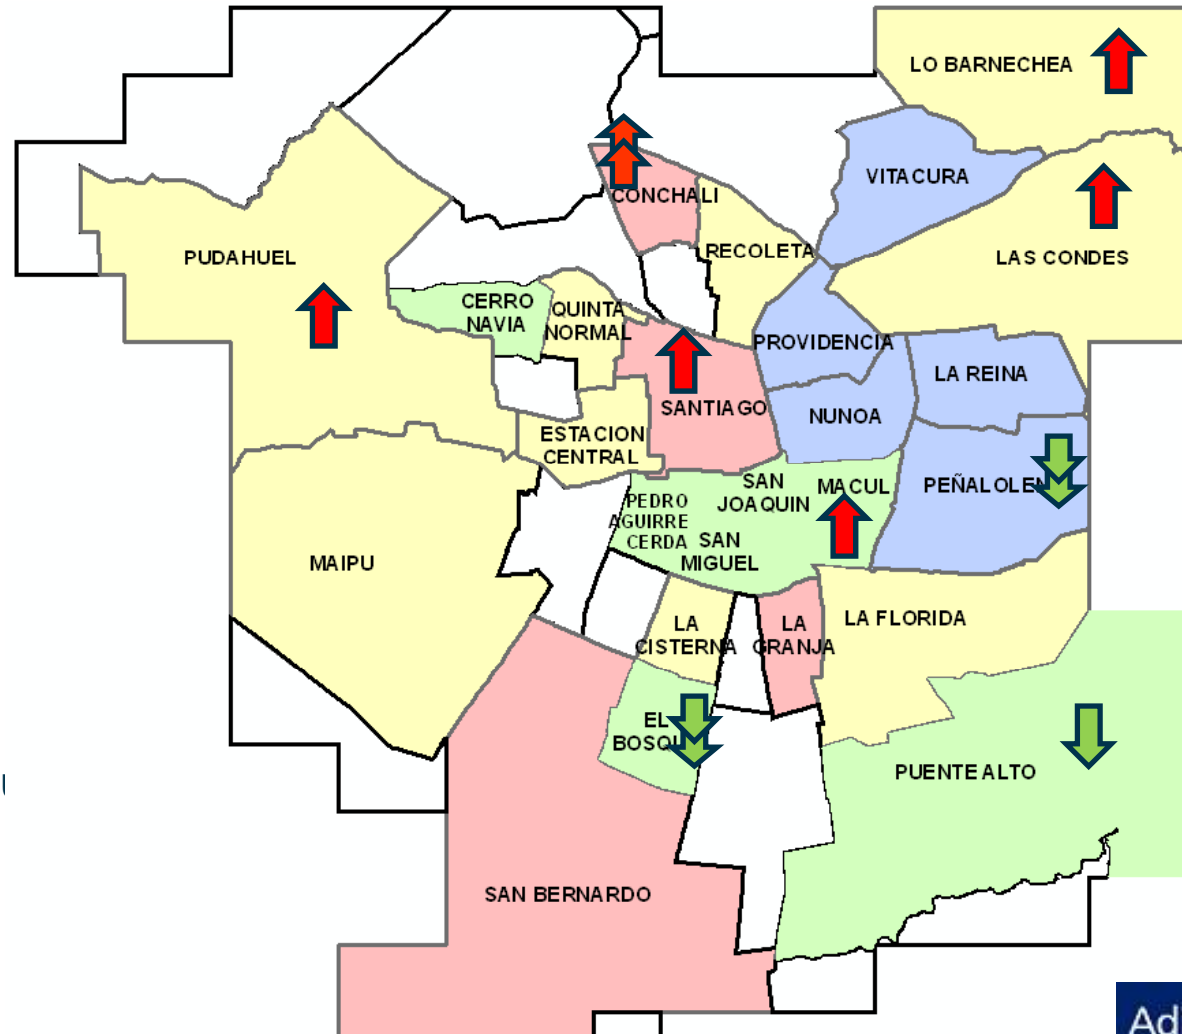 LO BARNECHEA
VITACURA
CONCHALI
RECOLETA
LAS CONDES
PUDAHUEL
CERRO
NAVIA
QUINTA
NORMAL
PROVIDENCIA
LA REINA
SANTIAGO
NUNOA
ESTACION
CENTRAL
SAN
JOAQUIN
MACUL
PEÑALOLEN
PEDRO
AGUIRRE
CERDA
SAN
MIGUEL
MAIPU
LA
CISTERNA
LA
GRANJA
LA FLORIDA
EL
BOSQUE
PUENTE ALTO
SAN BERNARDO
Ad